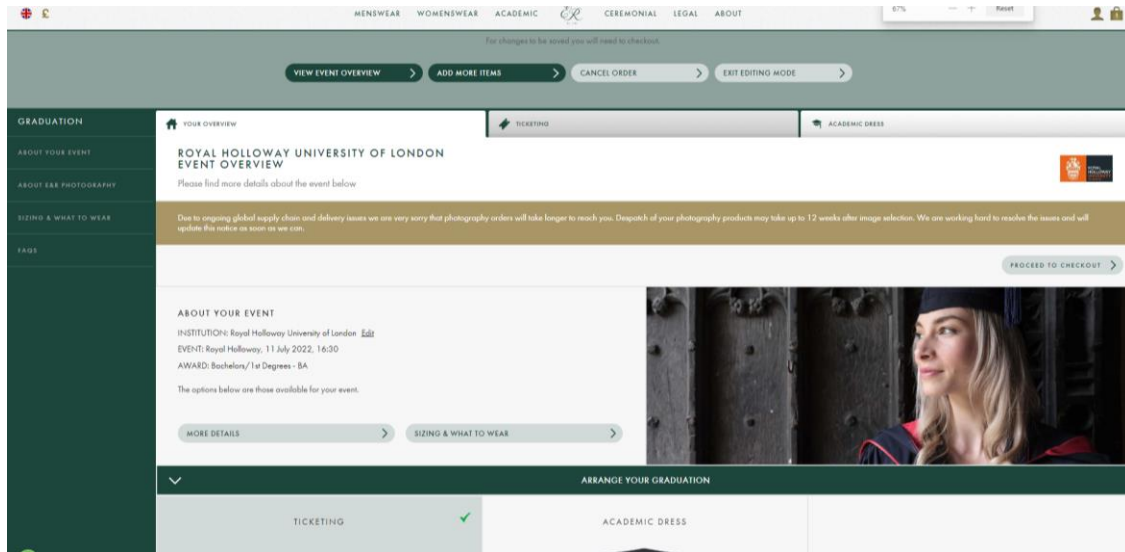 £
MENSWEAR WOMENSWEAR ACADEMIC ER CEREMONIAL LEGAL ABOUT
67% — + Reset
For changes to be saved you will need to checkout.
VIEW EVENT OVERVIEW
ADD MORE ITEMS
CANCEL ORDER
EXIT EDITING MODE
GRADUATION
ABOUT YOUR EVENT
ABOUT E&R PHOTOGRAPHY
SIZING & WHAT TO WEAR
FAQS
YOUR OVERVIEW
TICKETING
ACADEMIC DRESS
ROYAL HOLLOWAY UNIVERSITY OF LONDON
EVENT OVERVIEW
Please find more details about the event below
ROYAL
HOLLOWAY
Due to ongoing global supply chain and delivery issues we are very sorry that photography orders will take longer to reach you. Despatch of your photography products may take up to 12 weeks after image selection. We are working hard to resolve the issues and will
update this notice as soon as we can.
PROCEED TO CHECKOUT
ABOUT YOUR EVENT
INSTITUTION: Royal Holloway University of London Edit
EVENT: Royal Holloway, 11 July 2022, 16:30
AWARD: Bachelors/1st Degrees - BA
The options below are those available for your event.
MORE DETAILS
SIZING & WHAT TO WEAR
ARRANGE YOUR GRADUATION
TICKETING
ACADEMIC DRESS